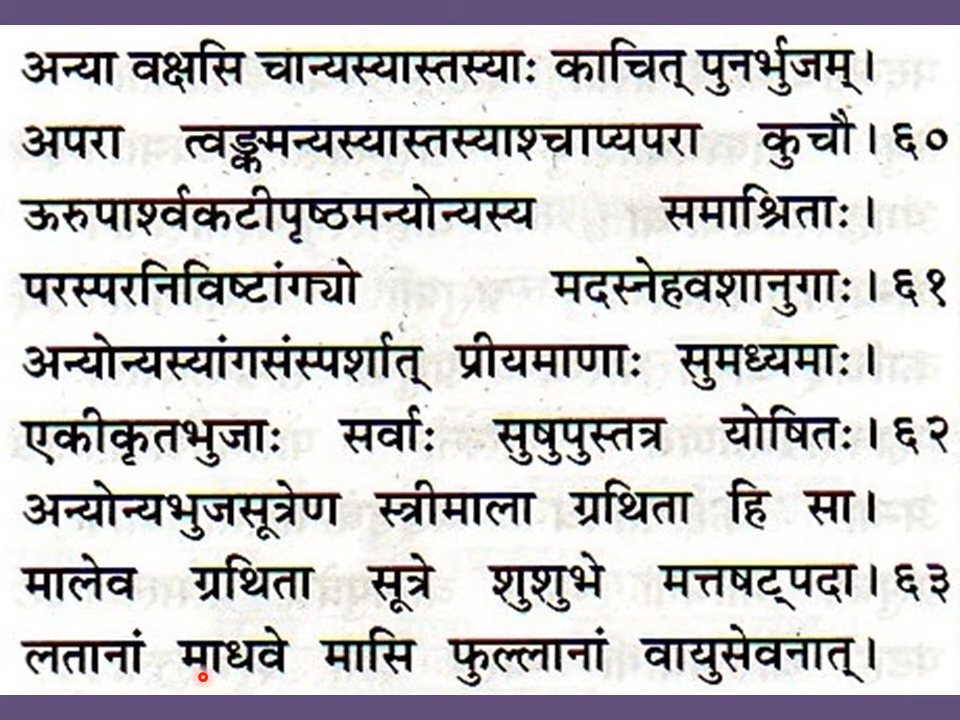 अन्या वक्षसि चान्यस्यास्तस्याः काचित् पुनर्भुजम्।
अपरा त्वङ्कमन्यस्यास्तस्याश्चाप्यपरा कुचौ।६०
ऊरुपार्श्वकटीपृष्ठमन्योन्यस्य समाश्रिताः।
परस्परनिविष्टांग्यो मदस्नेहवशानुगाः।६१
अन्योन्यस्यांगसंस्पर्शात् प्रीयमाणाः सुमध्यमाः।
एकीकृतभुजाः सर्वाः सुषुपुस्तत्र योषितः।६२
अन्योन्यभुजसूत्रेण स्त्रीमाला ग्रथिता हि सा।
मालेव ग्रथिता सूत्रे शुशुभे मत्तषट्पदा।६३
लतानां माधवे मासि फुल्लानां वायुसेवनात्।